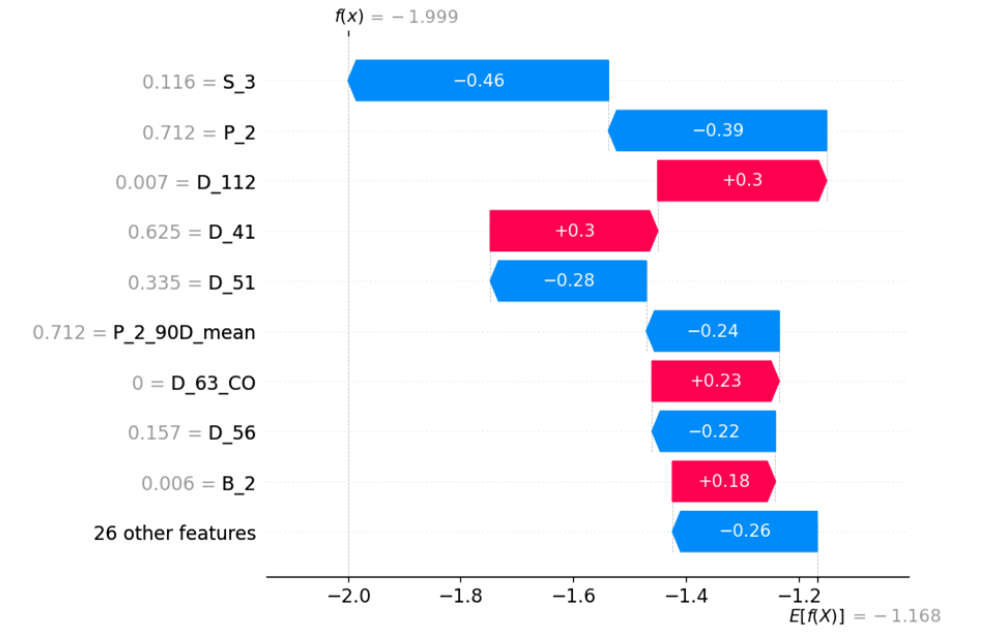 f(x) = −1.999
0.116 = S_3
−0.46
0.712 = P_2
−0.39
0.007 = D_112
+0.3
0.625 = D_41
+0.3
0.335 = D_51
−0.28
0.712 = P_2_90D_mean
−0.24
0 = D_63_CO
+0.23
0.157 = D_56
−0.22
0.006 = B_2
+0.18
26 other features
−0.26
−2.0 −1.8 −1.6 −1.4 −1.2
E[f(X)] = −1.168